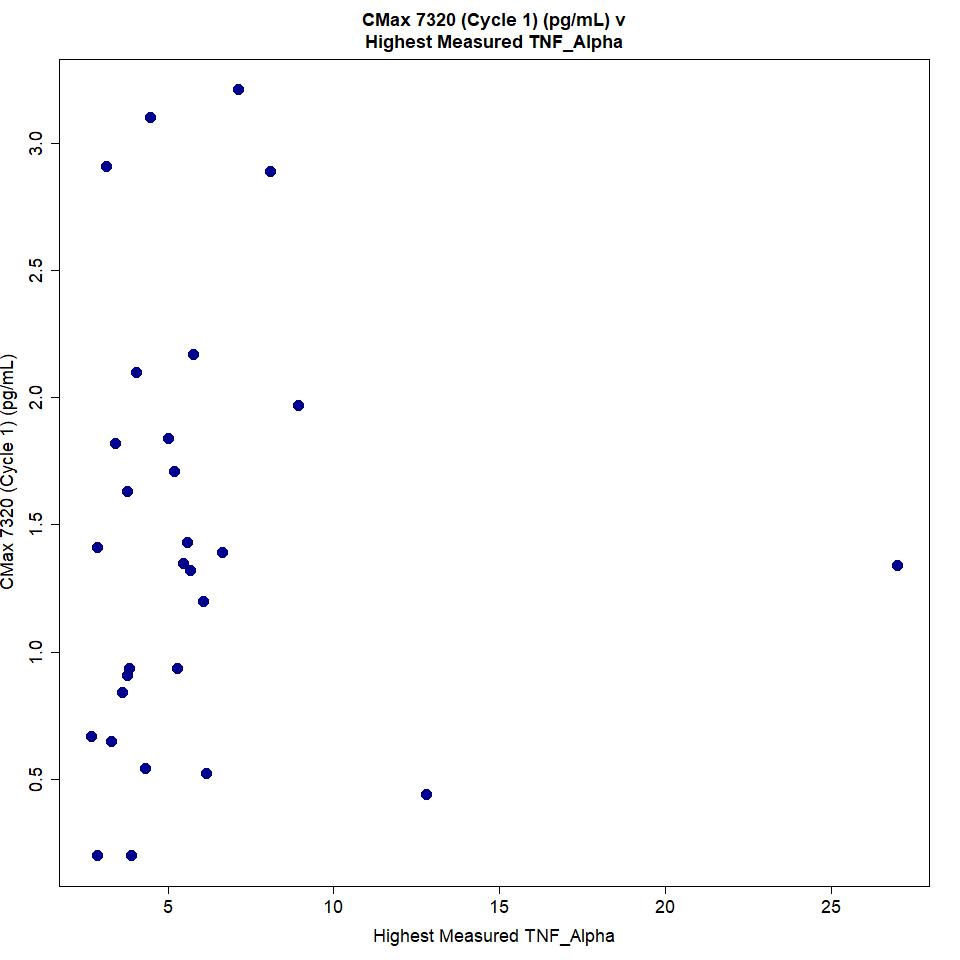 CMax 7320 (Cycle 1) (pg/mL) v
Highest Measured TNF_Alpha
CMax 7320 (Cycle 1) (pg/mL)
3.0
2.5
2.0
1.5
1.0
0.5
5
10
15
20
25
Highest Measured TNF_Alpha